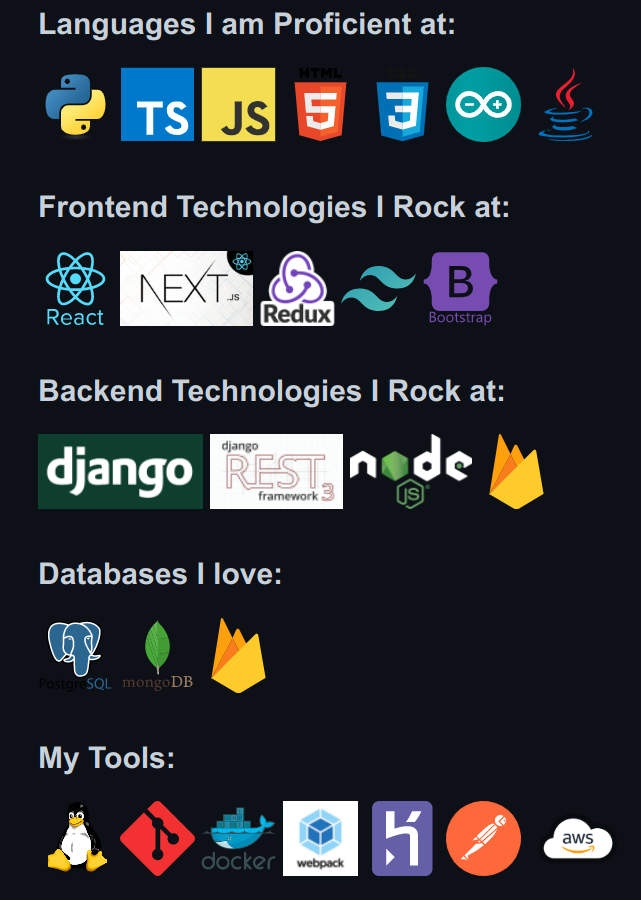 Languages I am Proficient at:
HTML
TS JS 5 3
Frontend Technologies I Rock at:
React NEXT.JS Redux B Bootstrap
Backend Technologies I Rock at:
django
django REST framework 3
node JS
Databases I love:
PostgreSQL mongoDB
My Tools:
docker webpack aws